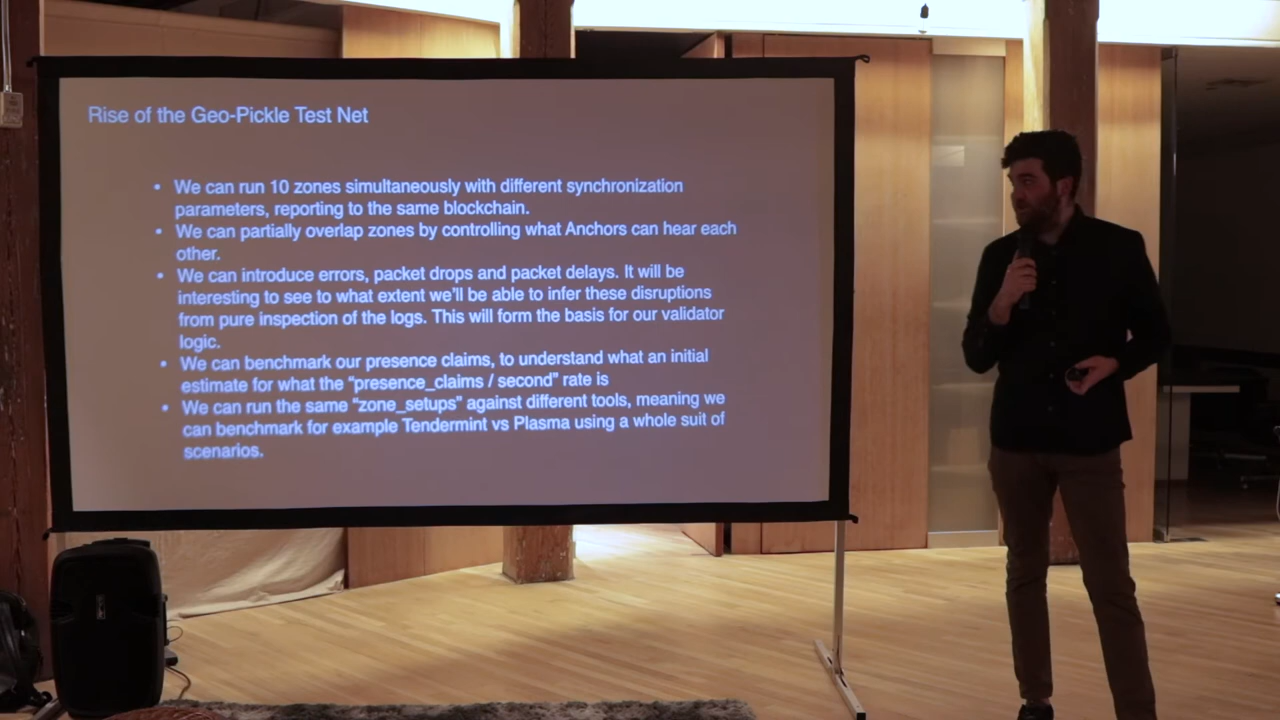 Rise of the Geo-Pickle Test Net
• We can run 10 zones simultaneously with different synchronization
parameters, reporting to the same blockchain.
• We can partially overlap zones by controlling what Anchors can hear each
other.
• We can introduce errors, packet drops and packet delays. It will be
interesting to see to what extent we'll be able to infer these disruptions
from pure inspection of the logs. This will form the basis for our validator
logic.
• We can benchmark our presence claims, to understand what an initial
estimate for what the “presence_claims / second” rate is
• We can run the same “zone_setups” against different tools, meaning we
can benchmark for example Tendermint vs Plasma using a whole suit of
scenarios.